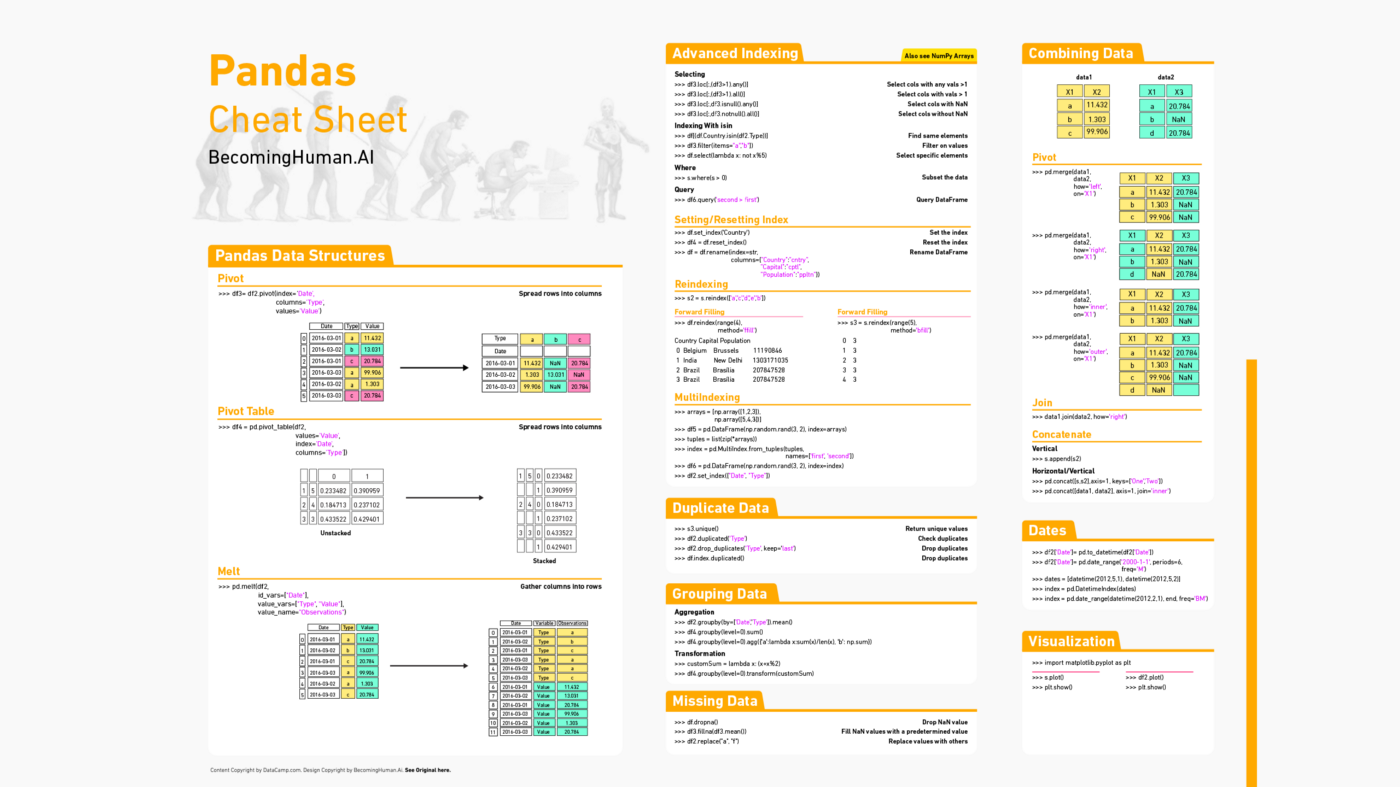 Pandas
Cheat Sheet
BecomingHuman.AI
Pandas Data Structures
Pivot
>>> df3= df2.pivot(index='Date', Spread rows into columns
columns='Type',
values='Value')
Date Type Value
0 2016-03-01 a 11.432
1 2016-03-02 b 13.031
2 2016-03-01 c 20.784
3 2016-03-03 a 99.906
4 2016-03-02 a 1.303
5 2016-03-03 c 20.784
Type a b c
Date
2016-03-01 11.432 NaN 20.784
2016-03-02 1.303 13.031 NaN
2016-03-03 99.906 NaN 20.784
Pivot Table
>>> df4 = pd.pivot_table(df2, Spread rows into columns
values='Value',
index='Date',
columns='Type'])
0 1
1 5 0.233482 0.390959
2 4 0.184713 0.237102
3 3 0.433522 0.429401
Unstacked
1 5 0 0.233482
1 0.390959
2 4 0 0.184713
1 0.237102
3 3 0 0.433522
1 0.429401
Stacked
Melt
>>> pd.melt(df2, Gather columns into rows
id_vars=["Date"],
value_vars=["Type", "Value"],
value_name="Observations")
Date Type Value
0 2016-03-01 a 11.432
1 2016-03-02 b 13.031
2 2016-03-01 c 20.784
3 2016-03-03 a 99.906
4 2016-03-02 a 1.303
5 2016-03-03 c 20.784
Date Variable Observations
0 2016-03-01 Type a
1 2016-03-02 Type b
2 2016-03-01 Type c
3 2016-03-03 Type a
4 2016-03-02 Type a
5 2016-03-03 Type c
6 2016-03-01 Value 11.432
7 2016-03-02 Value 13.031
8 2016-03-01 Value 20.784
9 2016-03-03 Value 99.906
10 2016-03-02 Value 1.303
11 2016-03-03 Value 20.784
Content Copyright by DataCamp.com. Design Copyright by BecomingHuman.Ai. See Original here.
Advanced Indexing
Also see NumPy Arrays
Selecting
>>> df3.loc[:,(df3>1).any()] Select cols with any vals >1
>>> df3.loc[:,(df3>1).all()] Select cols with vals > 1
>>> df3.loc[:,df3.isnull().any()] Select cols with NaN
>>> df3.loc[:,df3.notnull().all()] Select cols without NaN
Indexing With isin
>>> df[(df.Country.isin(df2.Type))] Find same elements
>>> df3.filter(items="a","b"]) Filter on values
>>> df.select(lambda x: not x%5) Select specific elements
Where
>>> s.where(s > 0) Subset the data
Query
>>> df6.query('second > first') Query DataFrame
Setting/Resetting Index
>>> df.set_index('Country') Set the index
>>> df4 = df.reset_index() Reset the index
>>> df = df.rename(index=str, Rename DataFrame
columns={"Country":"cntry",
"Capital":"cptl",
"Population":"ppltn"})
Reindexing
>>> s2 = s.reindex(['a','c','d','e','b'])
Forward Filling
>>> df.reindex(range(4),
method='ffill')
Country Capital Population
0 Belgium Brussels 11190846
1 India New Delhi 1303171035
2 Brazil Brasília 207847528
3 Brazil Brasília 207847528
Forward Filling
>>> s3 = s.reindex(range(5),
method='bfill')
0 3
1 3
2 3
3 3
4 3
MultiIndexing
>>> arrays = [np.array([1,2,3]),
np.array([5,4,3])]
>>> df5 = pd.DataFrame(np.random.rand(3, 2), index=arrays)
>>> tuples = list(zip(*arrays))
>>> index = pd.MultiIndex.from_tuples(tuples,
names=['first', 'second'])
>>> df6 = pd.DataFrame(np.random.rand(3, 2), index=index)
>>> df2.set_index(["Date", "Type"])
Duplicate Data
>>> s3.unique() Return unique values
>>> df2.duplicated('Type') Check duplicates
>>> df2.drop_duplicates('Type', keep='last') Drop duplicates
>>> df.index.duplicated() Drop duplicates
Grouping Data
Aggregation
>>> df2.groupby(by=['Date','Type']).mean()
>>> df4.groupby(level=0).sum()
>>> df4.groupby(level=0).agg({'a':lambda x:sum(x)/len(x), 'b': np.sum})
Transformation
>>> customSum = lambda x: (x+x%2)
>>> df4.groupby(level=0).transform(customSum)
Missing Data
>>> df.dropna() Drop NaN value
>>> df3.fillna(df3.mean()) Fill NaN values with a predetermined value
>>> df2.replace("a", "f") Replace values with others
Combining Data
data1
X1 X2
a 11.432
b 1.303
c 99.906
data2
X1 X3
a 20.784
b NaN
d 20.784
Pivot
>>> pd.merge(data1,
data2,
how='left',
on='X1')
X1 X2 X3
a 11.432 20.784
b 1.303 NaN
c 99.906 NaN
>>> pd.merge(data1,
data2,
how='right',
on='X1')
X1 X2 X3
a 11.432 20.784
b 1.303 NaN
d NaN 20.784
>>> pd.merge(data1,
data2,
how='inner',
on='X1')
X1 X2 X3
a 11.432 20.784
b 1.303 NaN
>>> pd.merge(data1,
data2,
how='outer',
on='X1')
X1 X2 X3
a 11.432 20.784
b 1.303 NaN
c 99.906 NaN
d NaN
Join
>>> data1.join(data2, how='right')
Concatenate
Vertical
>>> s.append(s2)
Horizontal/Vertical
>>> pd.concat([s,s2],axis=1, keys=['One','Two'])
>>> pd.concat([data1, data2], axis=1, join='inner')
Dates
>>> df2['Date']= pd.to_datetime(df2['Date'])
>>> df2['Date']= pd.date_range('2000-1-1', periods=6,
freq='M')
>>> dates = [datetime(2012,5,1), datetime(2012,5,2)]
>>> index = pd.DatetimeIndex(dates)
>>> index = pd.date_range(datetime(2012,2,1), end, freq='BM')
Visualization
>>> import matplotlib.pyplot as plt
>>> s.plot()
>>> plt.show()
>>> df2.plot()
>>> plt.show()